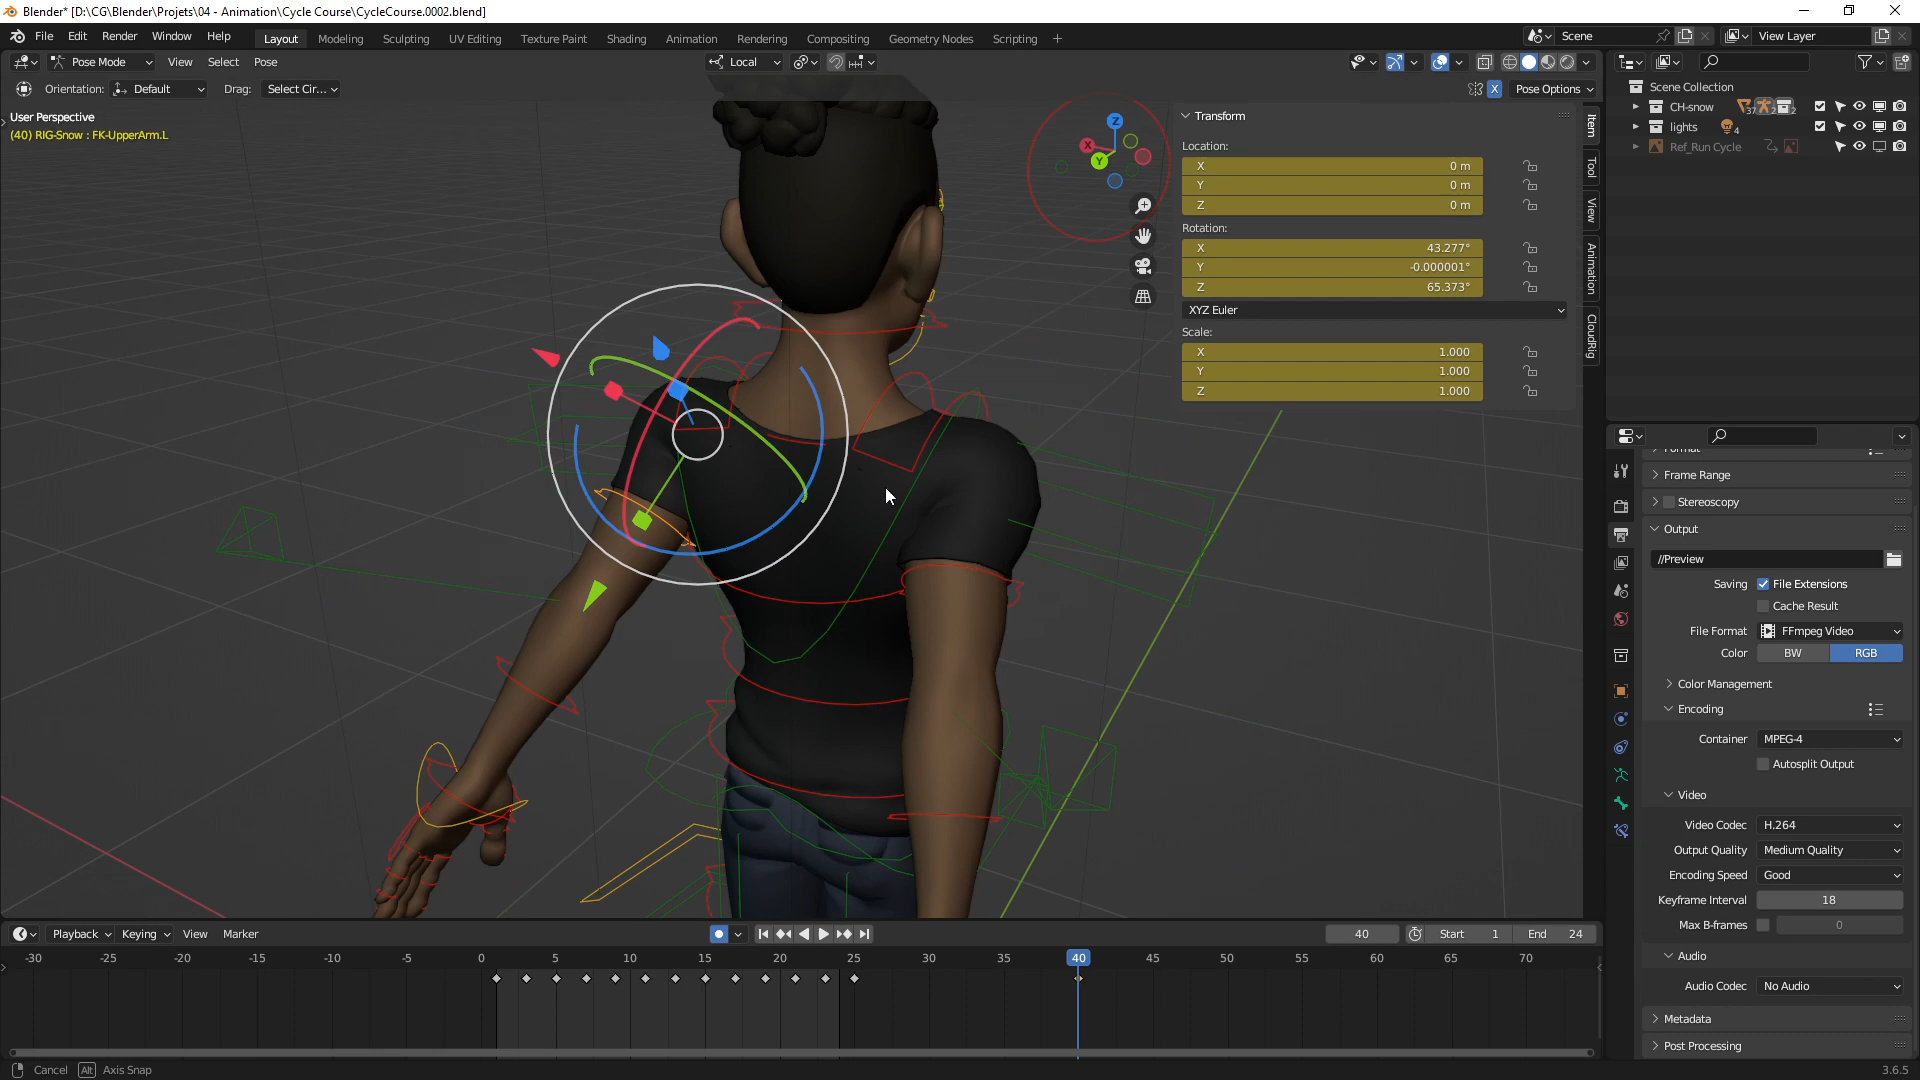 Blender* [D:\CG\Blender\Projets\04 - Animation\Cycle Course\CycleCourse.0002.blend]
File Edit Render Window Help Layout Modeling Sculpting UV Editing Texture Paint Shading Animation Rendering Compositing Geometry Nodes Scripting + Scene View Layer
Pose Mode View Select Pose Local
Orientation: Default Drag: Select Cir... X Pose Options
User Perspective
(40) RIG-Snow : FK-UpperArm.L
Z
X
Y
Transform
Location:
X 0 m
Y 0 m
Z 0 m
Rotation:
X 43.277°
Y -0.000001°
Z 65.373°
XYZ Euler
Scale:
X 1.000
Y 1.000
Z 1.000
Item
Tool
View
Animation
CloudRig
Scene Collection
CH-snow 37 2 2
lights 4
Ref_Run Cycle
Format
Frame Range
Stereoscopy
Output
//Preview
Saving File Extensions
Cache Result
File Format FFmpeg Video
Color BW RGB
Color Management
Encoding
Container MPEG-4
Autosplit Output
Video
Video Codec H.264
Output Quality Medium Quality
Encoding Speed Good
Keyframe Interval 18
Max B-frames 0
Audio
Audio Codec No Audio
Metadata
Post Processing
Playback Keying View Marker 40 Start 1 End 24
-30 -25 -20 -15 -10 -5 0 5 10 15 20 25 30 35 40 45 50 55 60 65 70
Cancel Alt Axis Snap 3.6.5